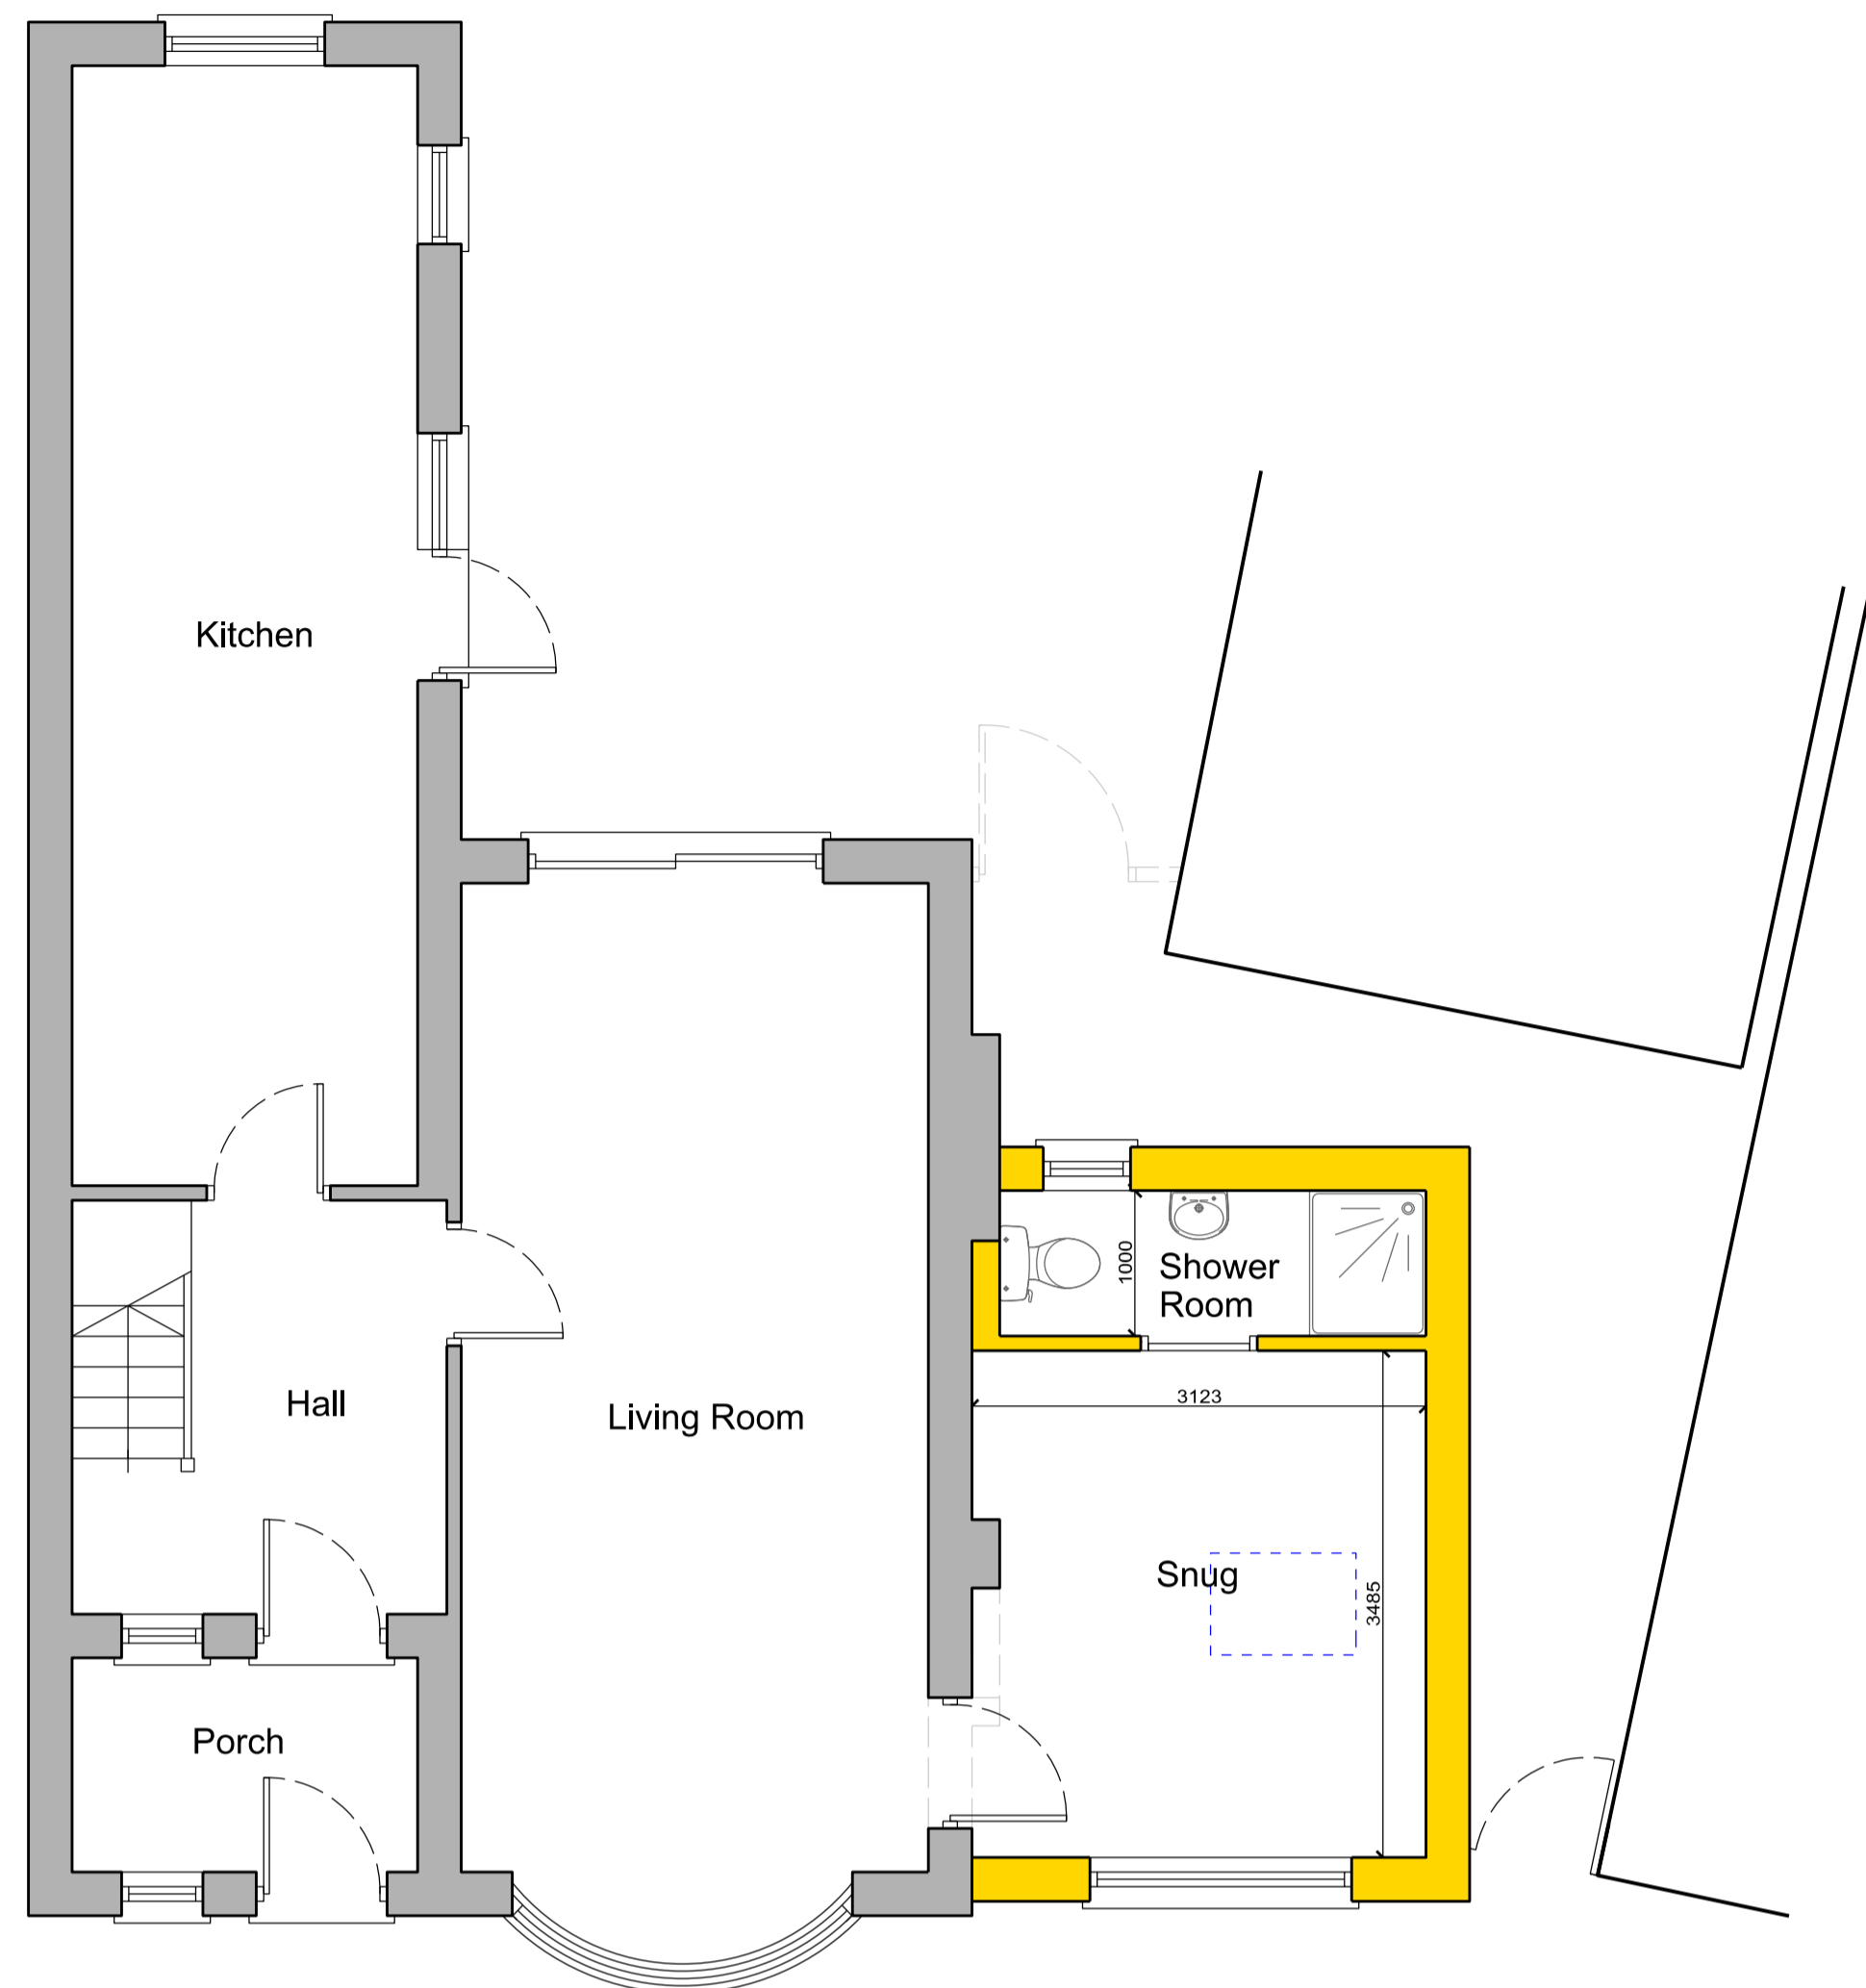 Kitchen
1000
Shower
Room
3123
Hall
Living Room
Snug
3485
Porch